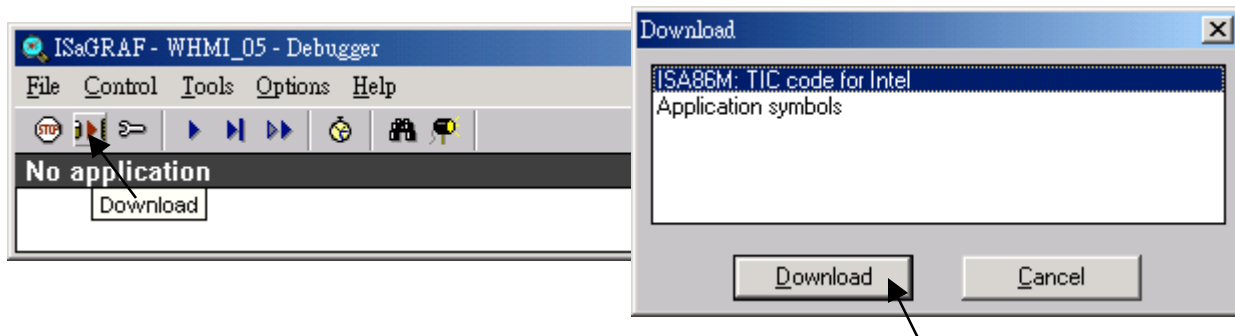 ISaGRAF - WHMI_05 - Debugger
File Control Tools Options Help
STOP
No application
Download
Download
ISA86M: TIC code for Intel
Application symbols
Download Cancel